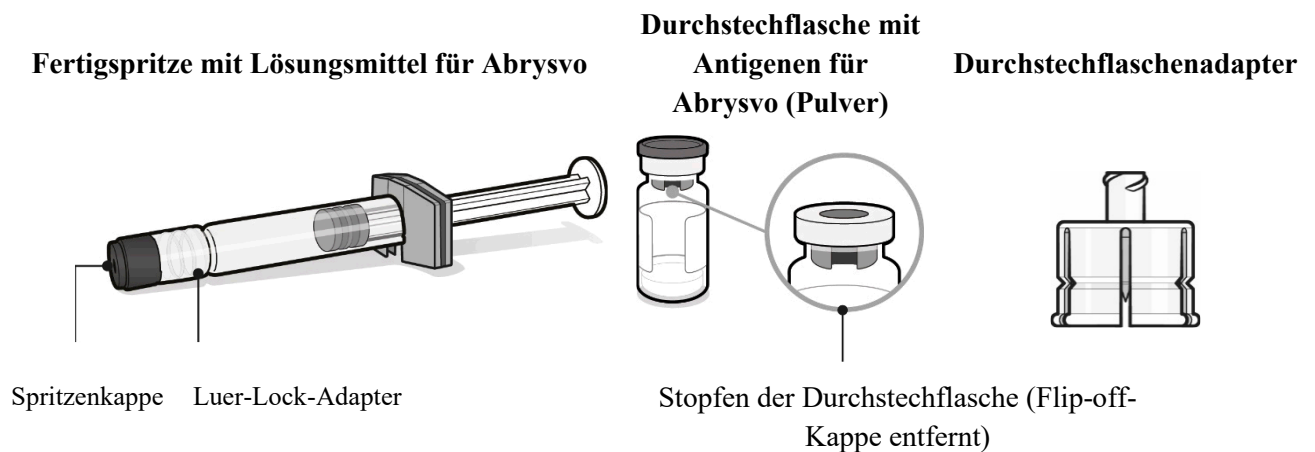 Fertigspritze mit Lösungsmittel für Abrysvo
Durchstechflasche mit
Antigenen für
Abrysvo (Pulver)
Durchstechflaschenadapter
Spritzenkappe
Luer-Lock-Adapter
Stopfen der Durchstechflasche (Flip-off-
Kappe entfernt)